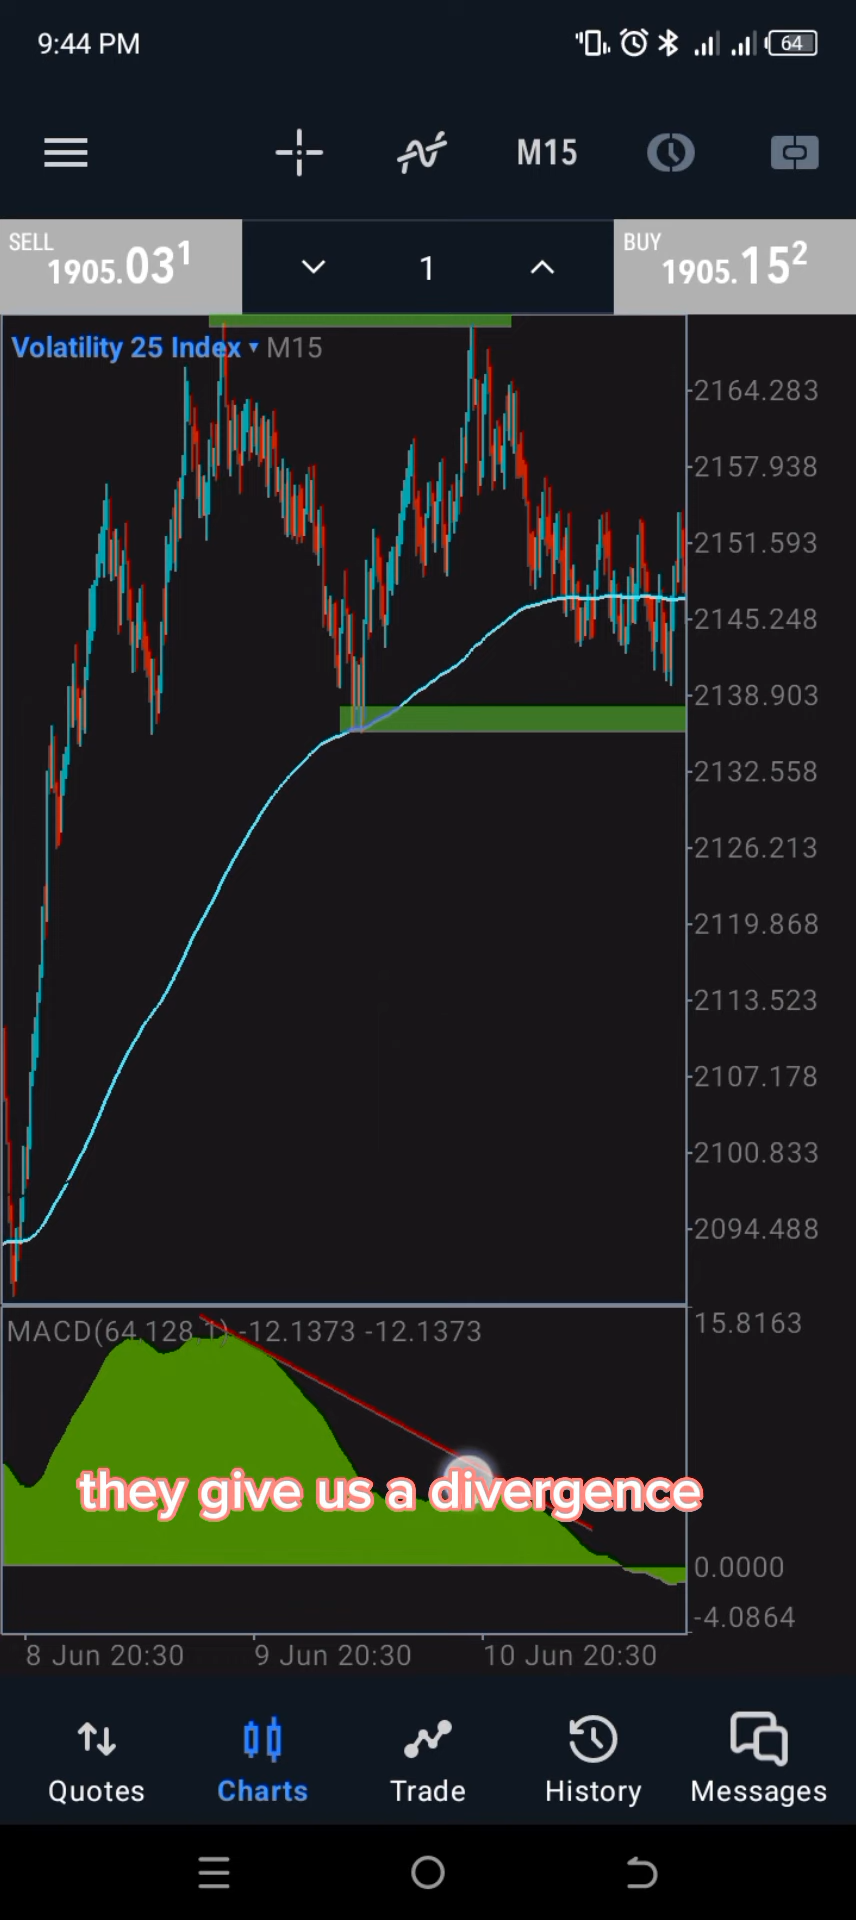 9:44 PM
64
M15
SELL
1905.031
1
BUY
1905.152
Volatility 25 Index ▾ M15
2164.283
2157.938
2151.593
2145.248
2138.903
2132.558
2126.213
2119.868
2113.523
2107.178
2100.833
2094.488
MACD(64,128,1) -12.1373 -12.1373
15.8163
they give us a divergence
0.0000
-4.0864
8 Jun 20:30
9 Jun 20:30
10 Jun 20:30
Quotes
Charts
Trade
History
Messages